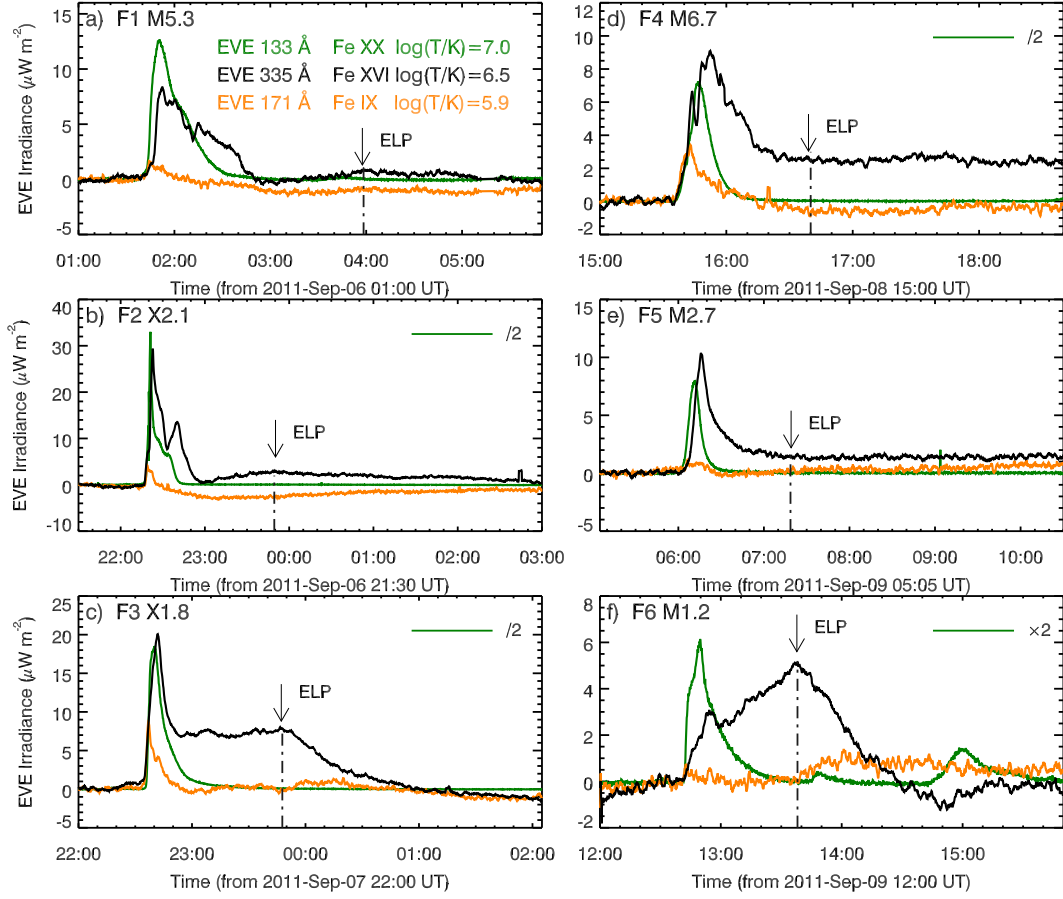 a) F1 M5.3
EVE 133 Å Fe XX log(T/K)=7.0
EVE 335 Å Fe XVI log(T/K)=6.5
EVE 171 Å Fe IX log(T/K)=5.9
ELP
EVE Irradiance (μW m-2)
15
10
5
0
-5
01:00 02:00 03:00 04:00 05:00
Time (from 2011-Sep-06 01:00 UT)
d) F4 M6.7
/2
ELP
12
10
8
6
4
2
0
-2
15:00 16:00 17:00 18:00
Time (from 2011-Sep-08 15:00 UT)
b) F2 X2.1
/2
ELP
EVE Irradiance (μW m-2)
40
30
20
10
0
-10
22:00 23:00 00:00 01:00 02:00 03:00
Time (from 2011-Sep-06 21:30 UT)
e) F5 M2.7
ELP
15
10
5
0
-5
06:00 07:00 08:00 09:00 10:00
Time (from 2011-Sep-09 05:05 UT)
c) F3 X1.8
/2
ELP
EVE Irradiance (μW m-2)
25
20
15
10
5
0
-5
22:00 23:00 00:00 01:00 02:00
Time (from 2011-Sep-07 22:00 UT)
f) F6 M1.2
×2
ELP
8
6
4
2
0
-2
12:00 13:00 14:00 15:00
Time (from 2011-Sep-09 12:00 UT)